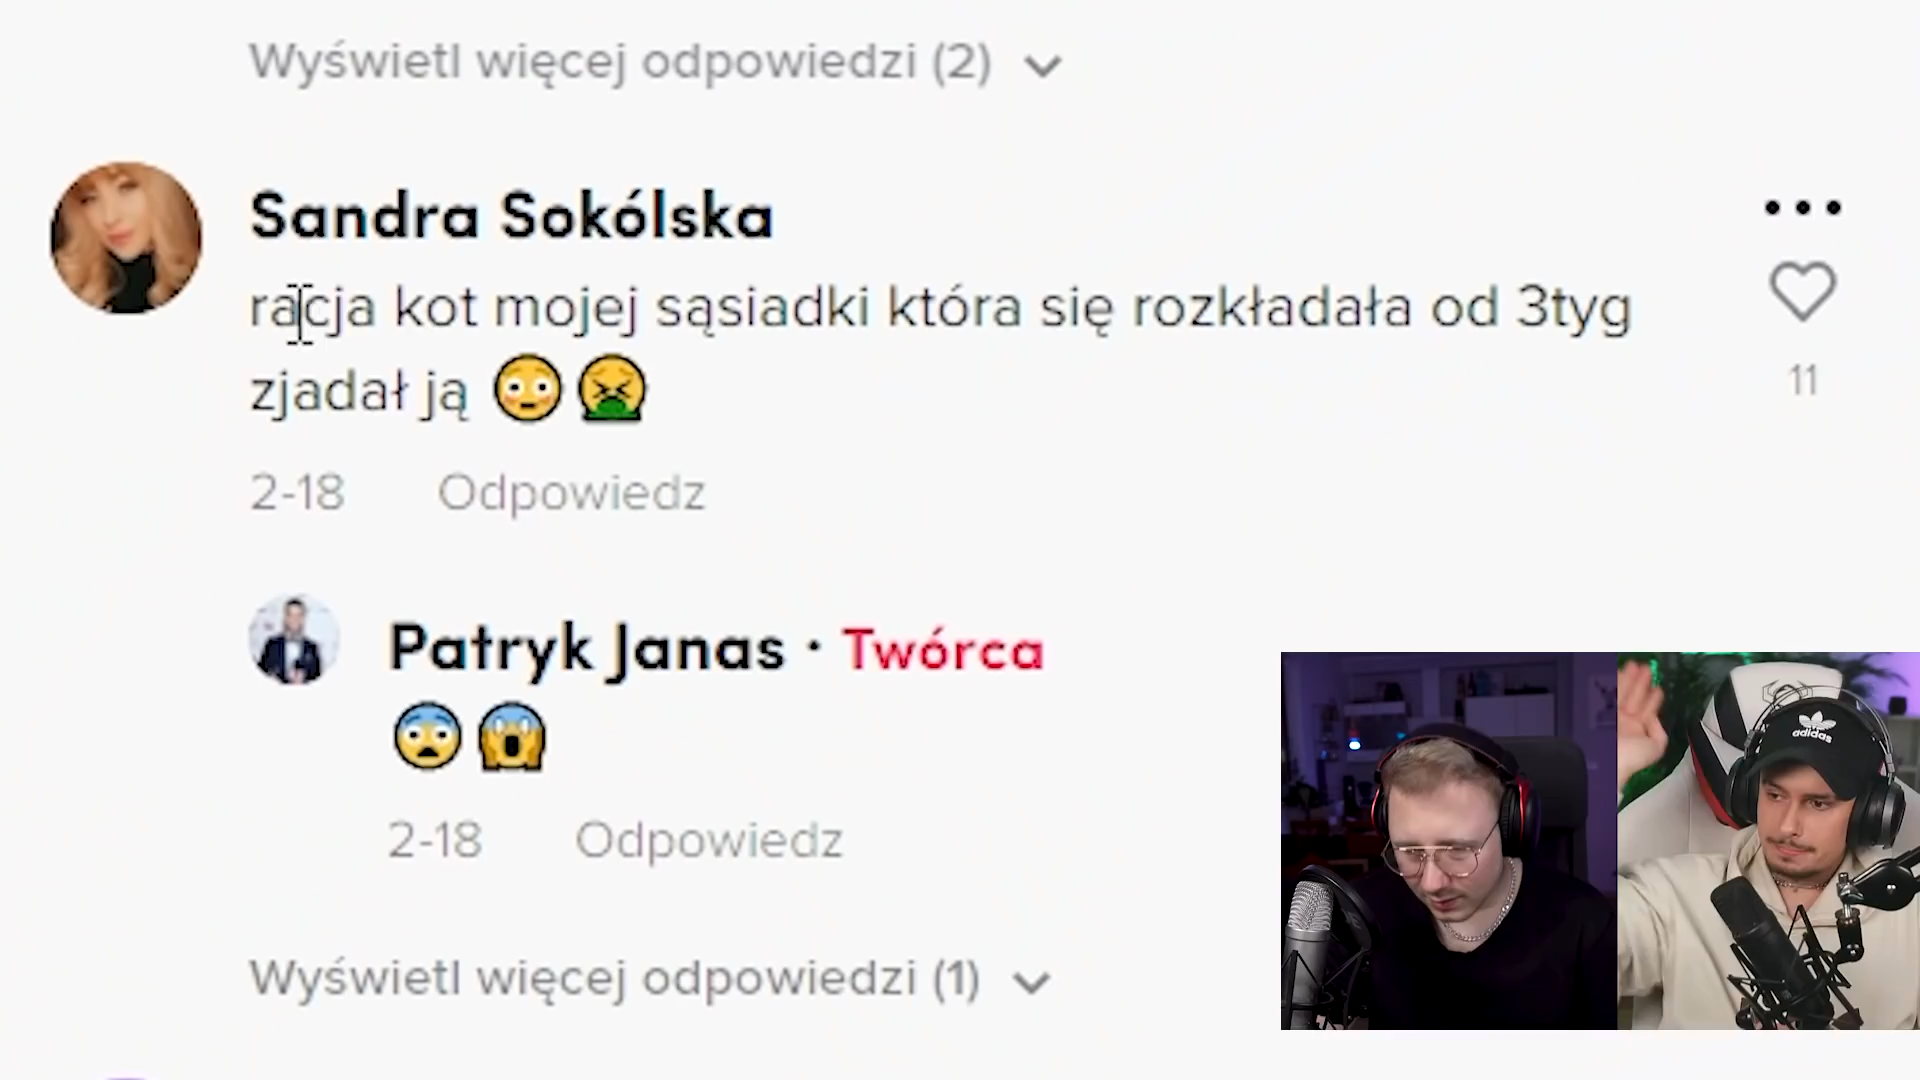 Wyświetl więcej odpowiedzi (2)
Sandra Sokólska
racja kot mojej sąsiadki która się rozkładała od 3tyg
zjadał ją 😳🤮
11
2-18 Odpowiedz
Patryk Janas · Twórca
😨😱
2-18 Odpowiedz
Wyświetl więcej odpowiedzi (1)
adidas